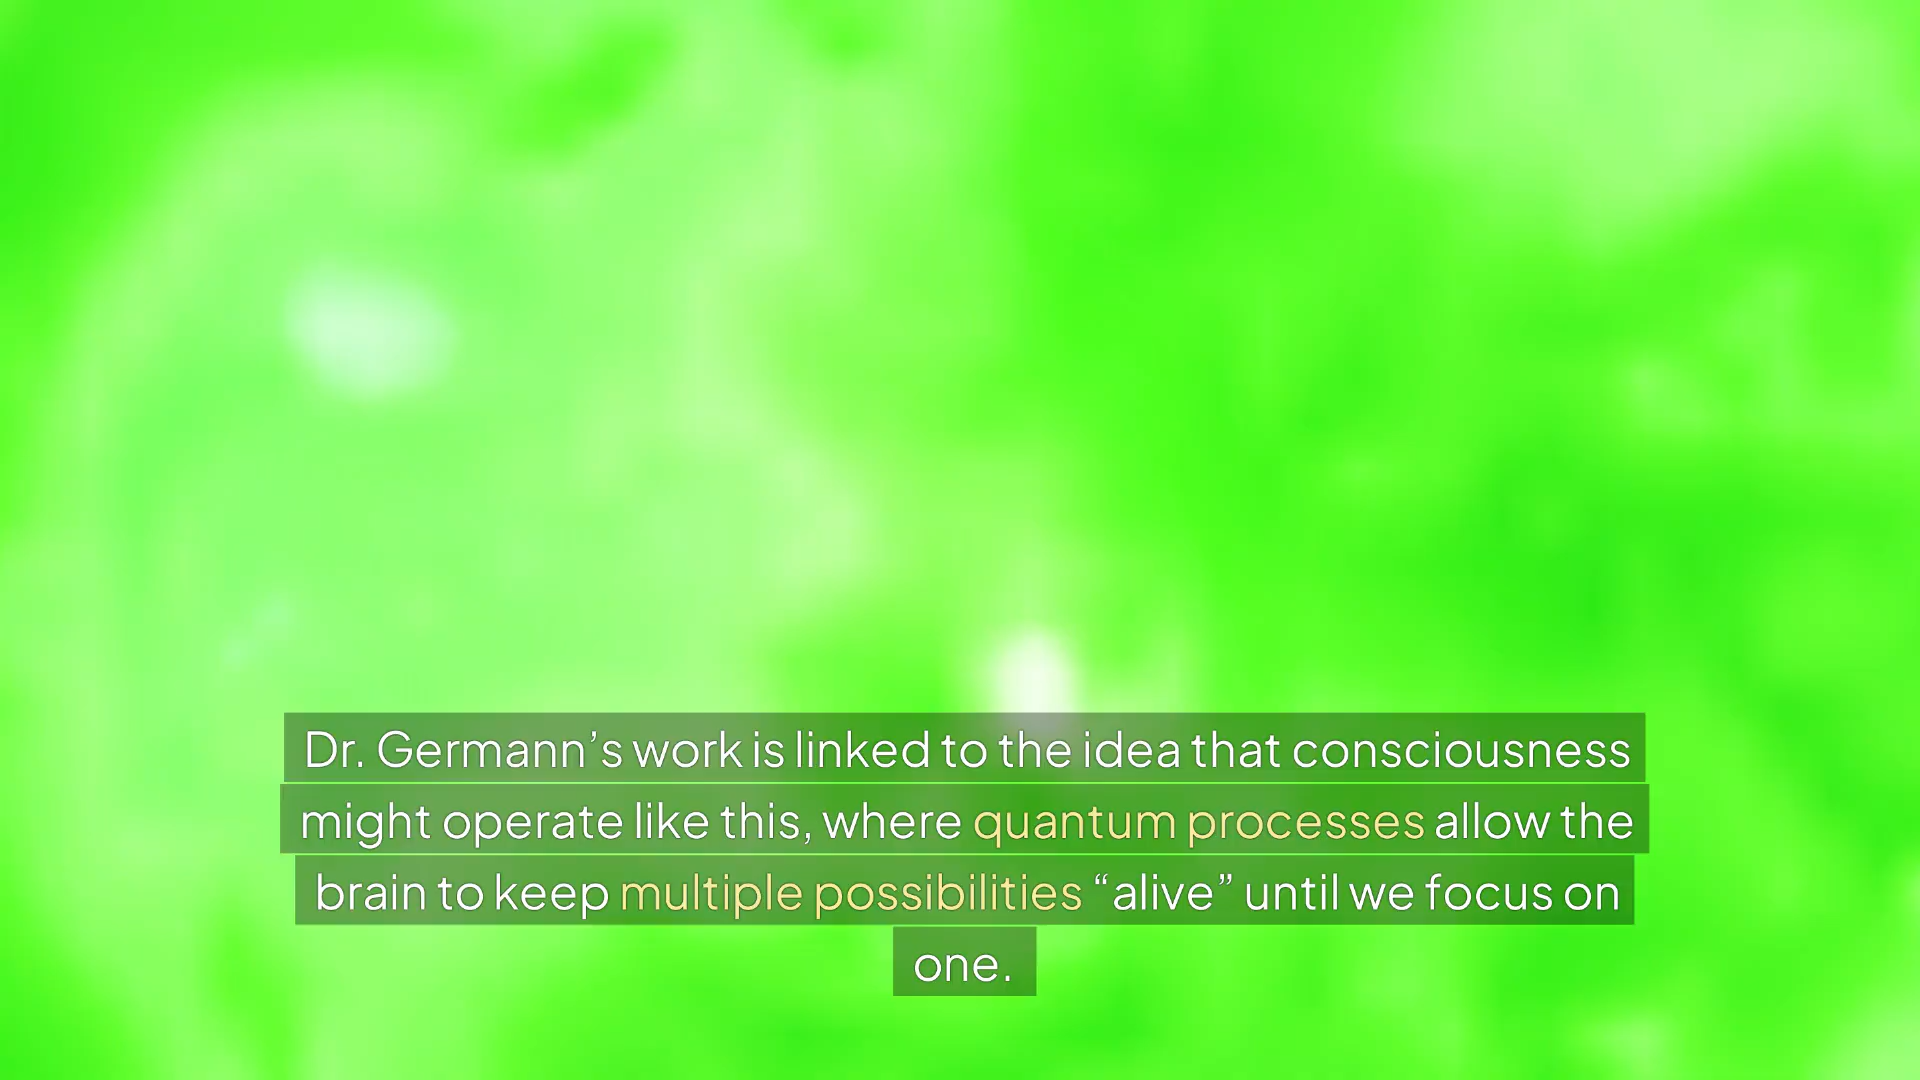 Dr. Germann’s work is linked to the idea that consciousness
might operate like this, where quantum processes allow the
brain to keep multiple possibilities “alive” until we focus on
one.